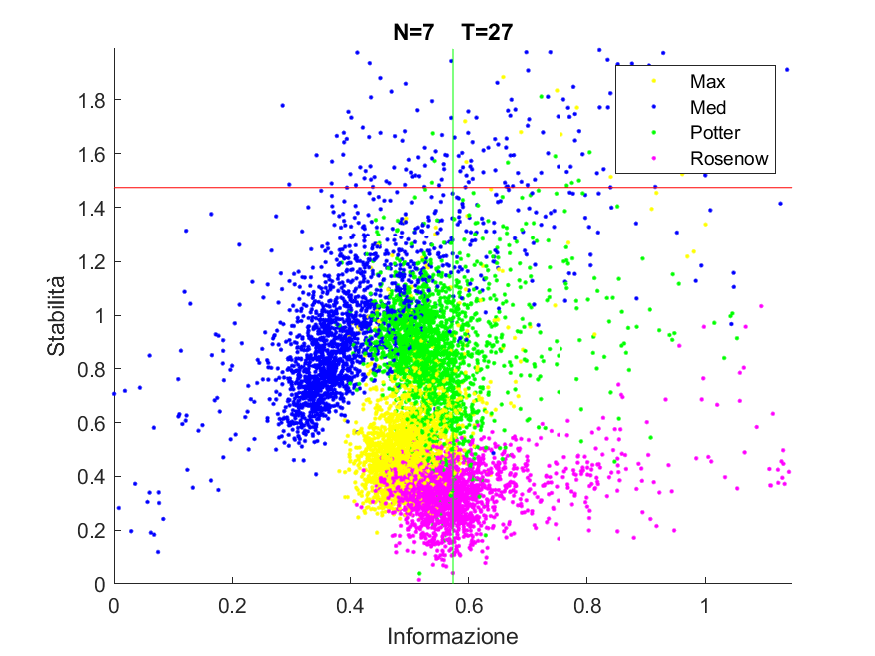 N=7 T=27
Max
Med
Potter
Rosenow
Stabilità
1.8
1.6
1.4
1.2
1
0.8
0.6
0.4
0.2
0
0 0.2 0.4 0.6 0.8 1
Informazione